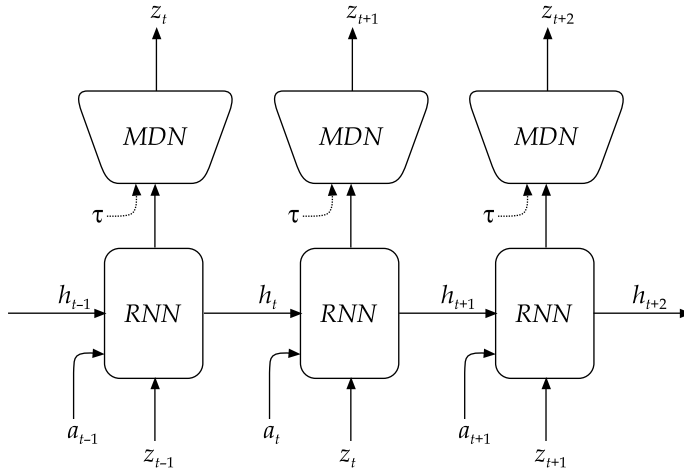 z_t z_{t+1} z_{t+2}
MDN MDN MDN
τ τ τ
h_{t–1} h_t h_{t+1} h_{t+2}
RNN RNN RNN
a_{t–1} a_t a_{t+1}
z_{t–1} z_t z_{t+1}